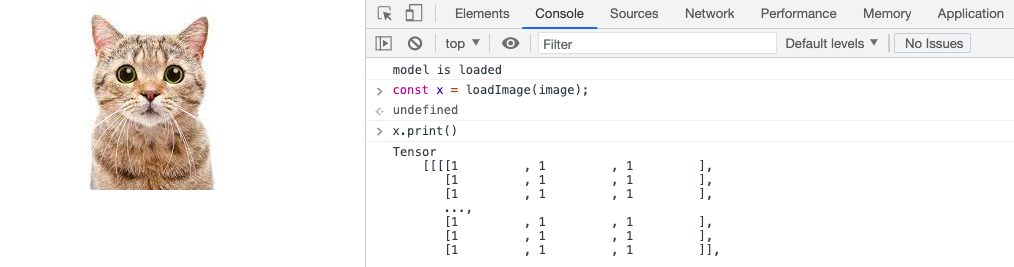 Elements Console Sources Network Performance Memory Application
top ▼ Filter Default levels ▼ No Issues
model is loaded
> const x = loadImage(image);
<· undefined
> x.print()
Tensor
[[[[1 , 1 , 1 ],
[1 , 1 , 1 ],
[1 , 1 , 1 ],
...,
[1 , 1 , 1 ],
[1 , 1 , 1 ],
[1 , 1 , 1 ]],